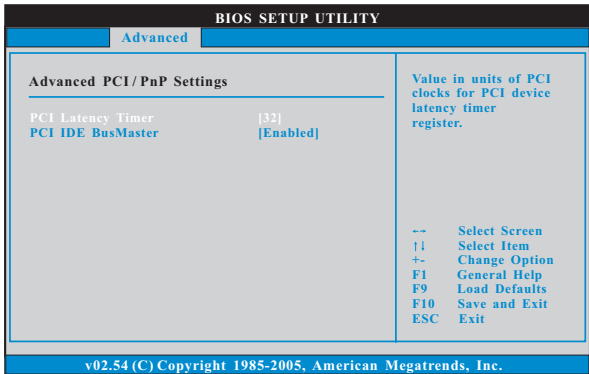 BIOS SETUP UTILITY
Advanced
Advanced PCI / PnP Settings
PCI Latency Timer [32]
PCI IDE BusMaster [Enabled]
Value in units of PCI
clocks for PCI device
latency timer
register.
←→ Select Screen
↑↓ Select Item
+- Change Option
F1 General Help
F9 Load Defaults
F10 Save and Exit
ESC Exit
v02.54 (C) Copyright 1985-2005, American Megatrends, Inc.